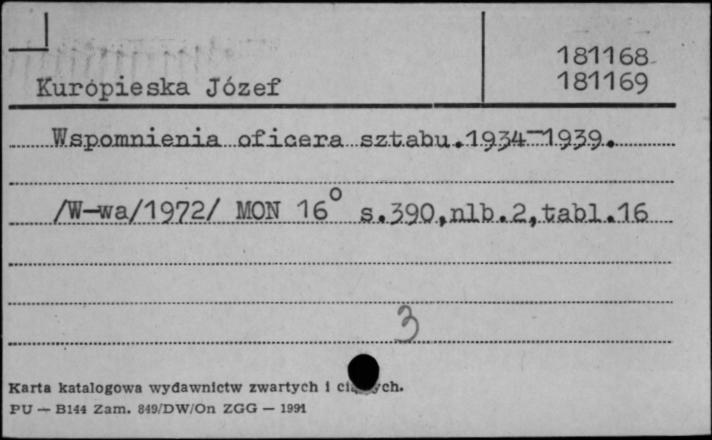 181168
Kurópieska Józef 181169
Wspomnienia oficera sztabu.1934-1939.
/W-wa/1972/ MON 16° s.390,nlb.2,tabl.16
3
Karta katalogowa wydawnictw zwartych i
PU — B144 Zam. 849/DW/On ZGG — 1991